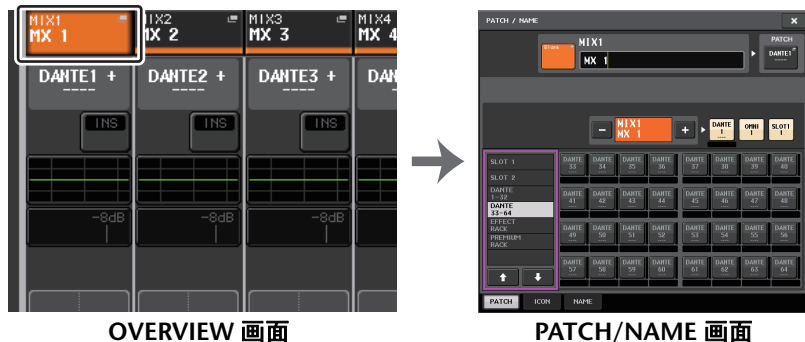 MIX1
MX 1
MIX2
MX 2
MIX3
MX 3
MIX4
MX 4
DANTE1 +
----
DANTE2 +
----
DANTE3 +
----
DAN
INS
INS
INS
-8dB
-8dB
-8dB
OVERVIEW 画面
PATCH / NAME
×
Blank
MIX1
MX 1
PATCH
DANTE1
----
−
MIX1
MX 1
+
DANTE
1
----
OMNI
1
SLOT1
1
SLOT 1
SLOT 2
DANTE
1-32
DANTE
33-64
EFFECT
RACK
PREMIUM
RACK
DANTE 33
DANTE 34
DANTE 35
DANTE 36
DANTE 37
DANTE 38
DANTE 39
DANTE 40
DANTE 41
DANTE 42
DANTE 43
DANTE 44
DANTE 45
DANTE 46
DANTE 47
DANTE 48
DANTE 49
DANTE 50
DANTE 51
DANTE 52
DANTE 53
DANTE 54
DANTE 55
DANTE 56
DANTE 57
DANTE 58
DANTE 59
DANTE 60
DANTE 61
DANTE 62
DANTE 63
DANTE 64
PATCH
ICON
NAME
PATCH/NAME 画面